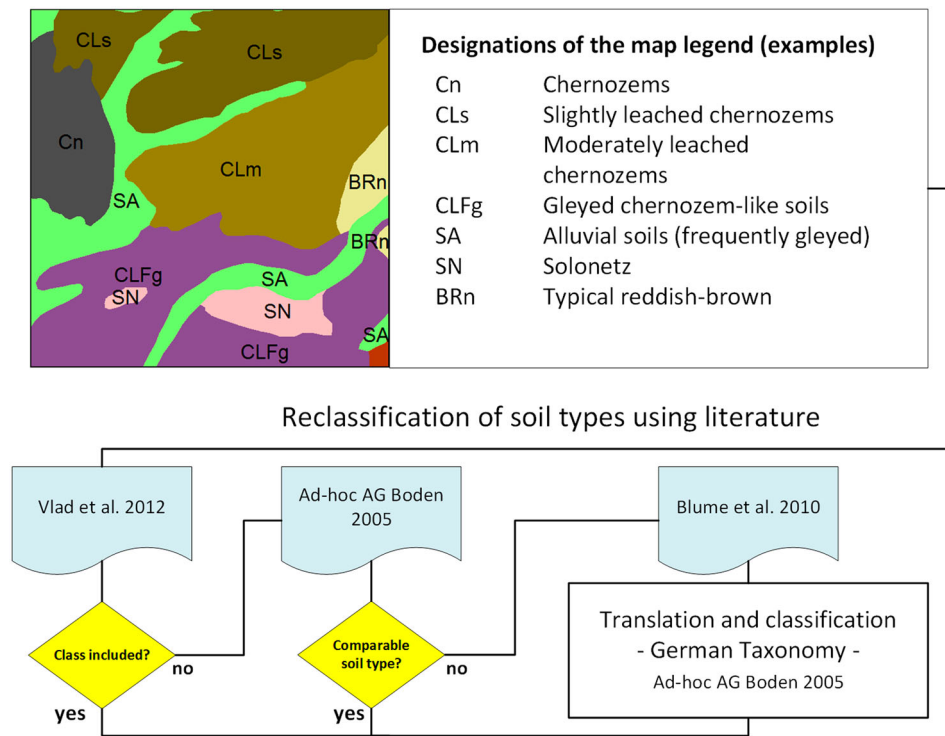 CLs
CLs
Cn
CLm
BRn
SA
BRn
CLFg
SA
SN
SN
SA
CLFg
Designations of the map legend (examples)
Cn Chernozems
CLs Slightly leached chernozems
CLm Moderately leached
chernozems
CLFg Gleyed chernozem-like soils
SA Alluvial soils (frequently gleyed)
SN Solonetz
BRn Typical reddish-brown
Reclassification of soil types using literature
Vlad et al. 2012
Ad-hoc AG Boden
2005
Blume et al. 2010
Class included?
no
yes
Comparable
soil type?
no
yes
Translation and classification
- German Taxonomy -
Ad-hoc AG Boden 2005